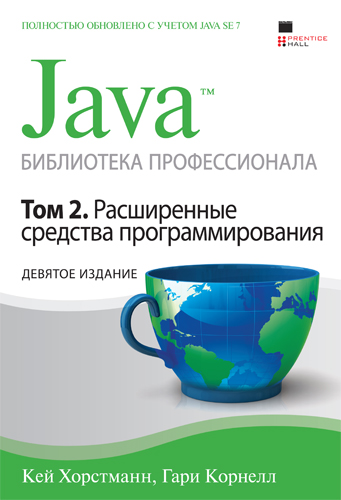 ПОЛНОСТЬЮ ОБНОВЛЕНО С УЧЕТОМ JAVA SE 7
PRENTICE
HALL
Java™
БИБЛИОТЕКА ПРОФЕССИОНАЛА
Том 2. Расширенные
средства программирования
ДЕВЯТОЕ ИЗДАНИЕ
Кей Хорстманн, Гари Корнелл